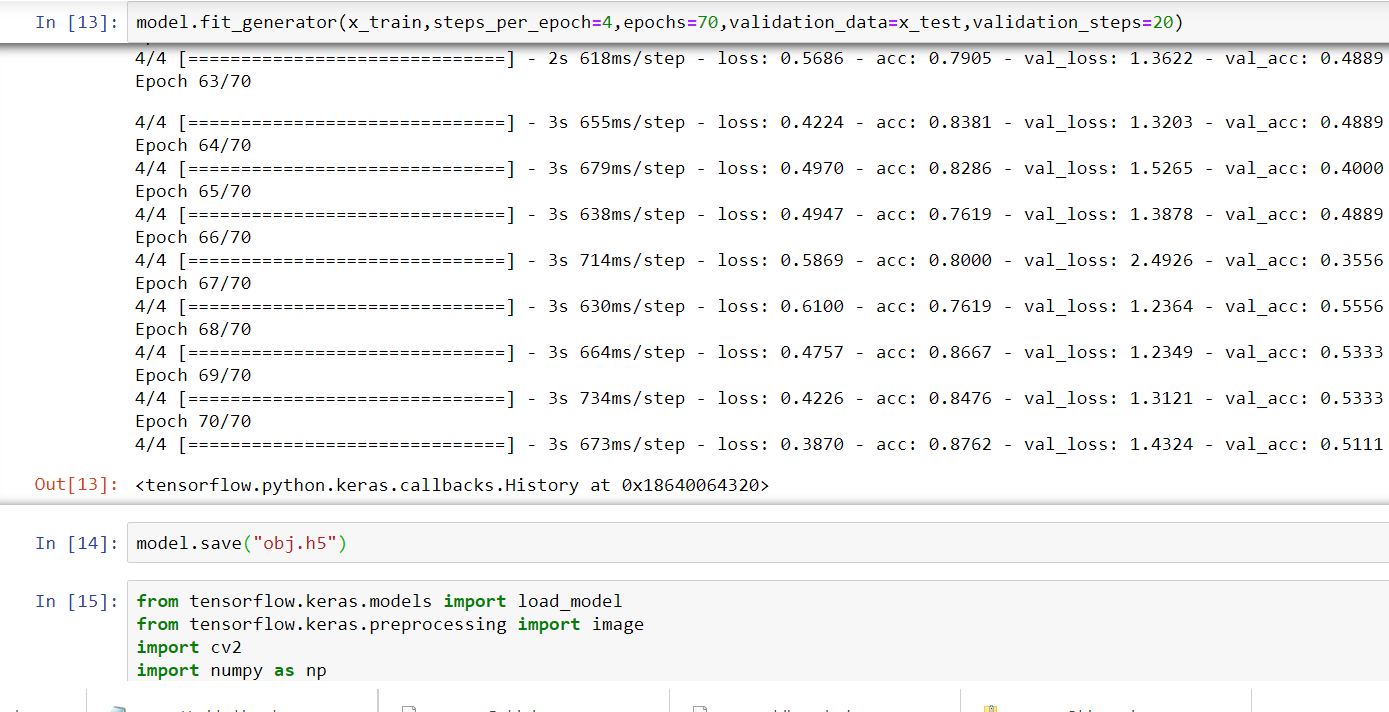 In [13]: model.fit_generator(x_train,steps_per_epoch=4,epochs=70,validation_data=x_test,validation_steps=20)
4/4 [==============================] - 2s 618ms/step - loss: 0.5686 - acc: 0.7905 - val_loss: 1.3622 - val_acc: 0.4889
Epoch 63/70
4/4 [==============================] - 3s 655ms/step - loss: 0.4224 - acc: 0.8381 - val_loss: 1.3203 - val_acc: 0.4889
Epoch 64/70
4/4 [==============================] - 3s 679ms/step - loss: 0.4970 - acc: 0.8286 - val_loss: 1.5265 - val_acc: 0.4000
Epoch 65/70
4/4 [==============================] - 3s 638ms/step - loss: 0.4947 - acc: 0.7619 - val_loss: 1.3878 - val_acc: 0.4889
Epoch 66/70
4/4 [==============================] - 3s 714ms/step - loss: 0.5869 - acc: 0.8000 - val_loss: 2.4926 - val_acc: 0.3556
Epoch 67/70
4/4 [==============================] - 3s 630ms/step - loss: 0.6100 - acc: 0.7619 - val_loss: 1.2364 - val_acc: 0.5556
Epoch 68/70
4/4 [==============================] - 3s 664ms/step - loss: 0.4757 - acc: 0.8667 - val_loss: 1.2349 - val_acc: 0.5333
Epoch 69/70
4/4 [==============================] - 3s 734ms/step - loss: 0.4226 - acc: 0.8476 - val_loss: 1.3121 - val_acc: 0.5333
Epoch 70/70
4/4 [==============================] - 3s 673ms/step - loss: 0.3870 - acc: 0.8762 - val_loss: 1.4324 - val_acc: 0.5111
Out[13]: <tensorflow.python.keras.callbacks.History at 0x18640064320>
In [14]: model.save("obj.h5")
In [15]: from tensorflow.keras.models import load_model
from tensorflow.keras.preprocessing import image
import cv2
import numpy as np